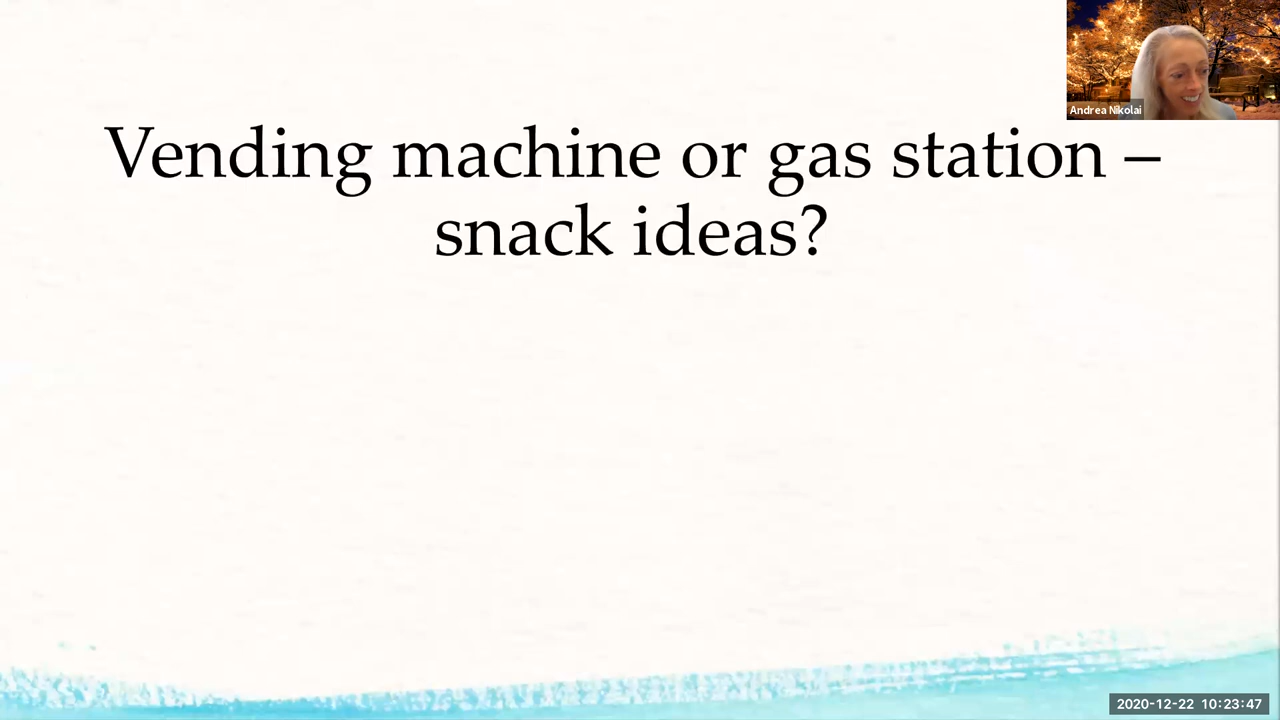 Andrea Nikolai
Vending machine or gas station –
snack ideas?
2020-12-22 10:23:47